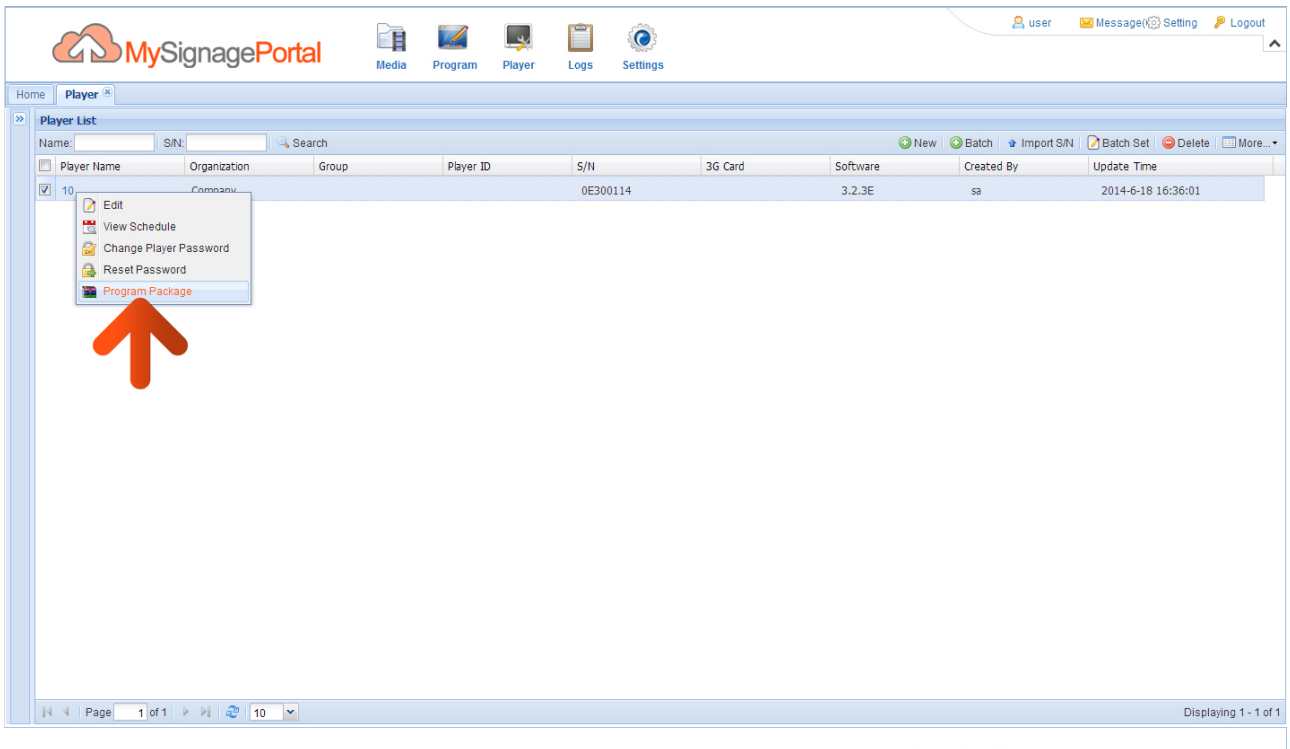 user Message( Setting Logout
MySignagePortal
Media Program Player Logs Settings
Home Player
Player List
Name: S/N: Search New Batch Import S/N Batch Set Delete More...
Player Name Organization Group Player ID S/N 3G Card Software Created By Update Time
10 Company 0E300114 3.2.3E sa 2014-6-18 16:36:01
Edit
View Schedule
Change Player Password
Reset Password
Program Package
Page 1 of 1 10 Displaying 1 - 1 of 1